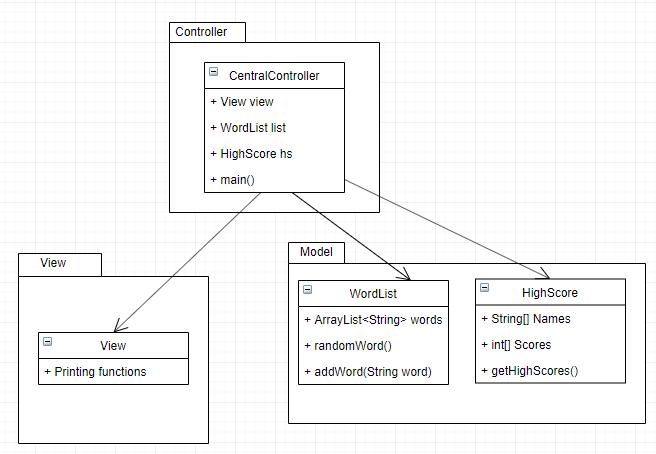 Controller
CentralController
+ View view
+ WordList list
+ HighScore hs
+ main()
View
View
+ Printing functions
Model
WordList
+ ArrayList<String> words
+ randomWord()
+ addWord(String word)
HighScore
+ String[] Names
+ int[] Scores
+ getHighScores()